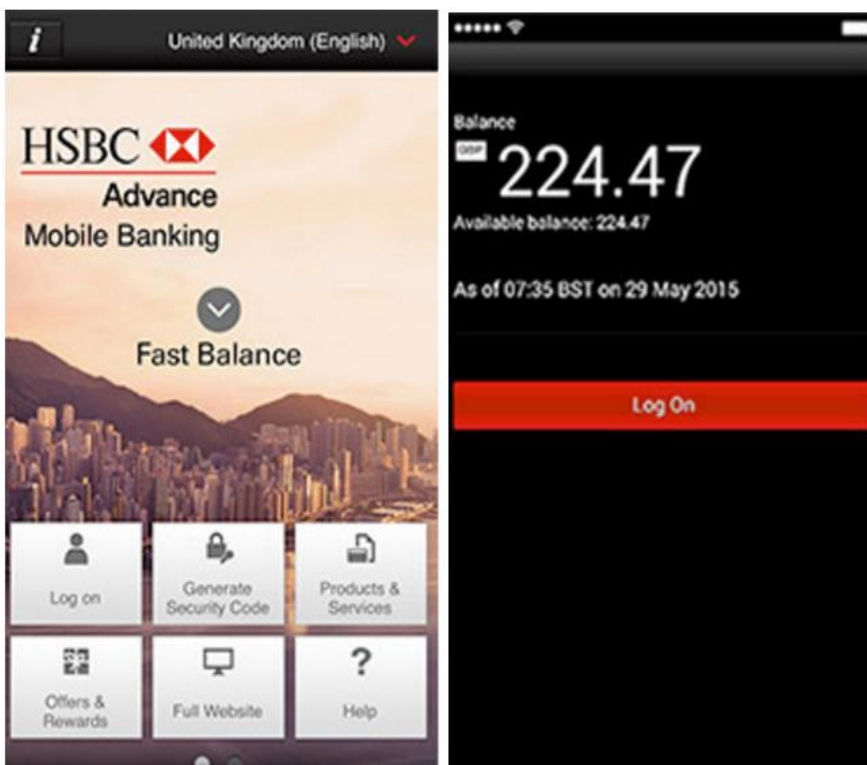 i
United Kingdom (English)
HSBC
Advance
Mobile Banking
Fast Balance
Log on
Generate
Security Code
Products &
Services
Offers &
Rewards
Full Website
?
Help
Balance
GBP
224.47
Available balance: 224.47
As of 07:35 BST on 29 May 2015
Log On